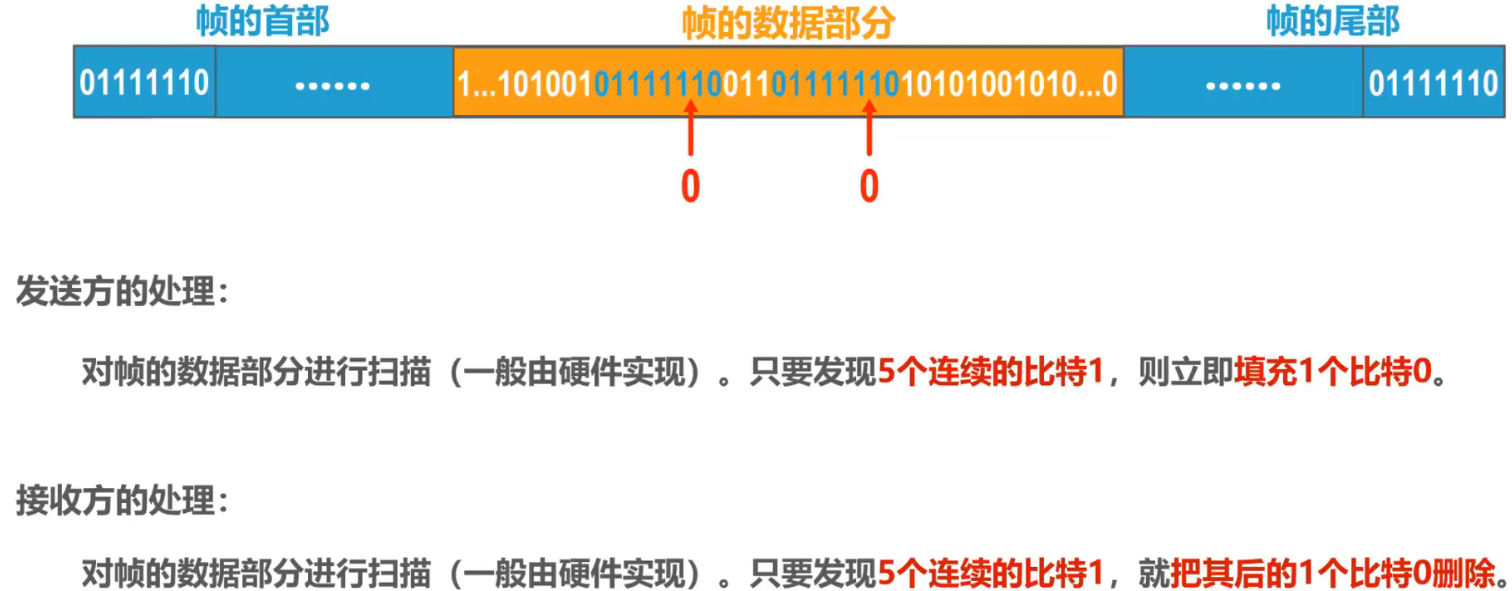 帧的首部 帧的数据部分 帧的尾部
01111110 …… 1...101001011111100110111111010101001010...0 …… 01111110
0 0
发送方的处理：
对帧的数据部分进行扫描（一般由硬件实现）。只要发现5个连续的比特1，则立即填充1个比特0。
接收方的处理：
对帧的数据部分进行扫描（一般由硬件实现）。只要发现5个连续的比特1，就把其后的1个比特0删除。